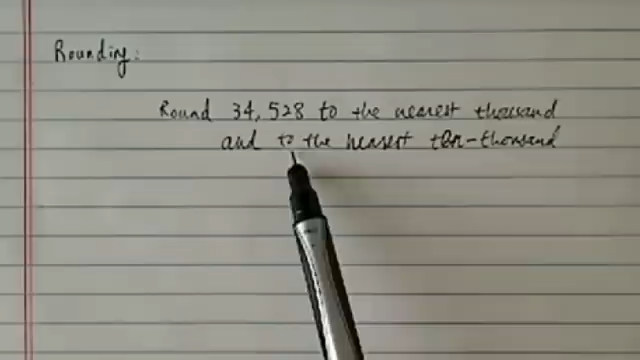 Rounding:
Round 34,528 to the nearest thousand
and to the nearest ten-thousand